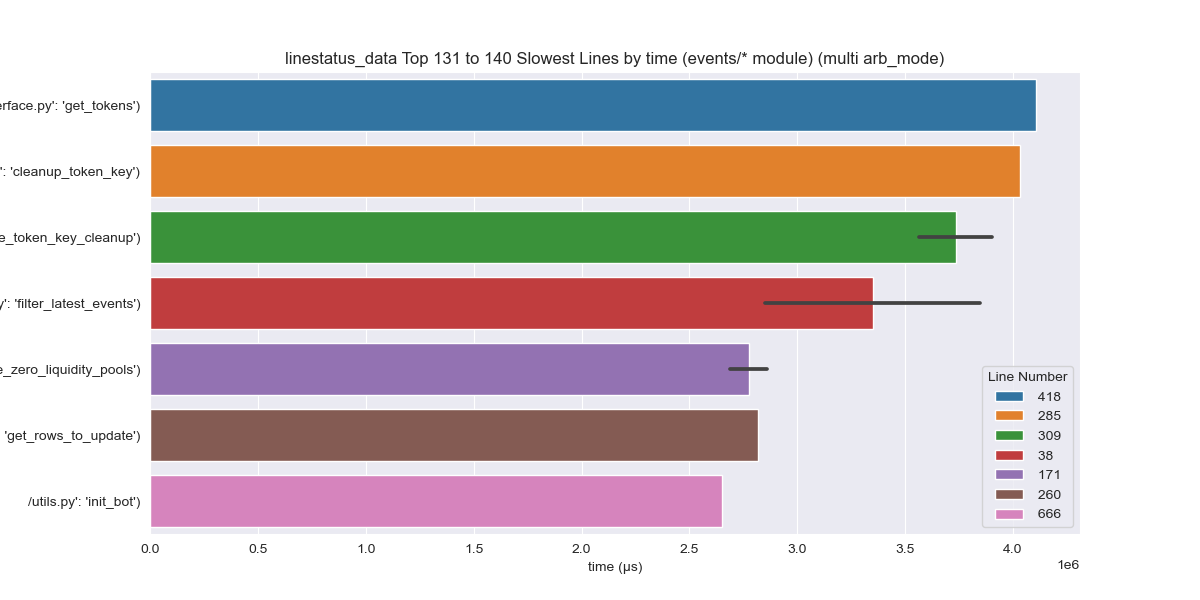 linestatus_data Top 131 to 140 Slowest Lines by time (events/* module) (multi arb_mode)
erface.py': 'get_tokens')
': 'cleanup_token_key')
e_token_key_cleanup')
y': 'filter_latest_events')
e_zero_liquidity_pools')
'get_rows_to_update')
/utils.py': 'init_bot')
Line Number
418
285
309
38
171
260
666
0.0 0.5 1.0 1.5 2.0 2.5 3.0 3.5 4.0
time (µs)
1e6